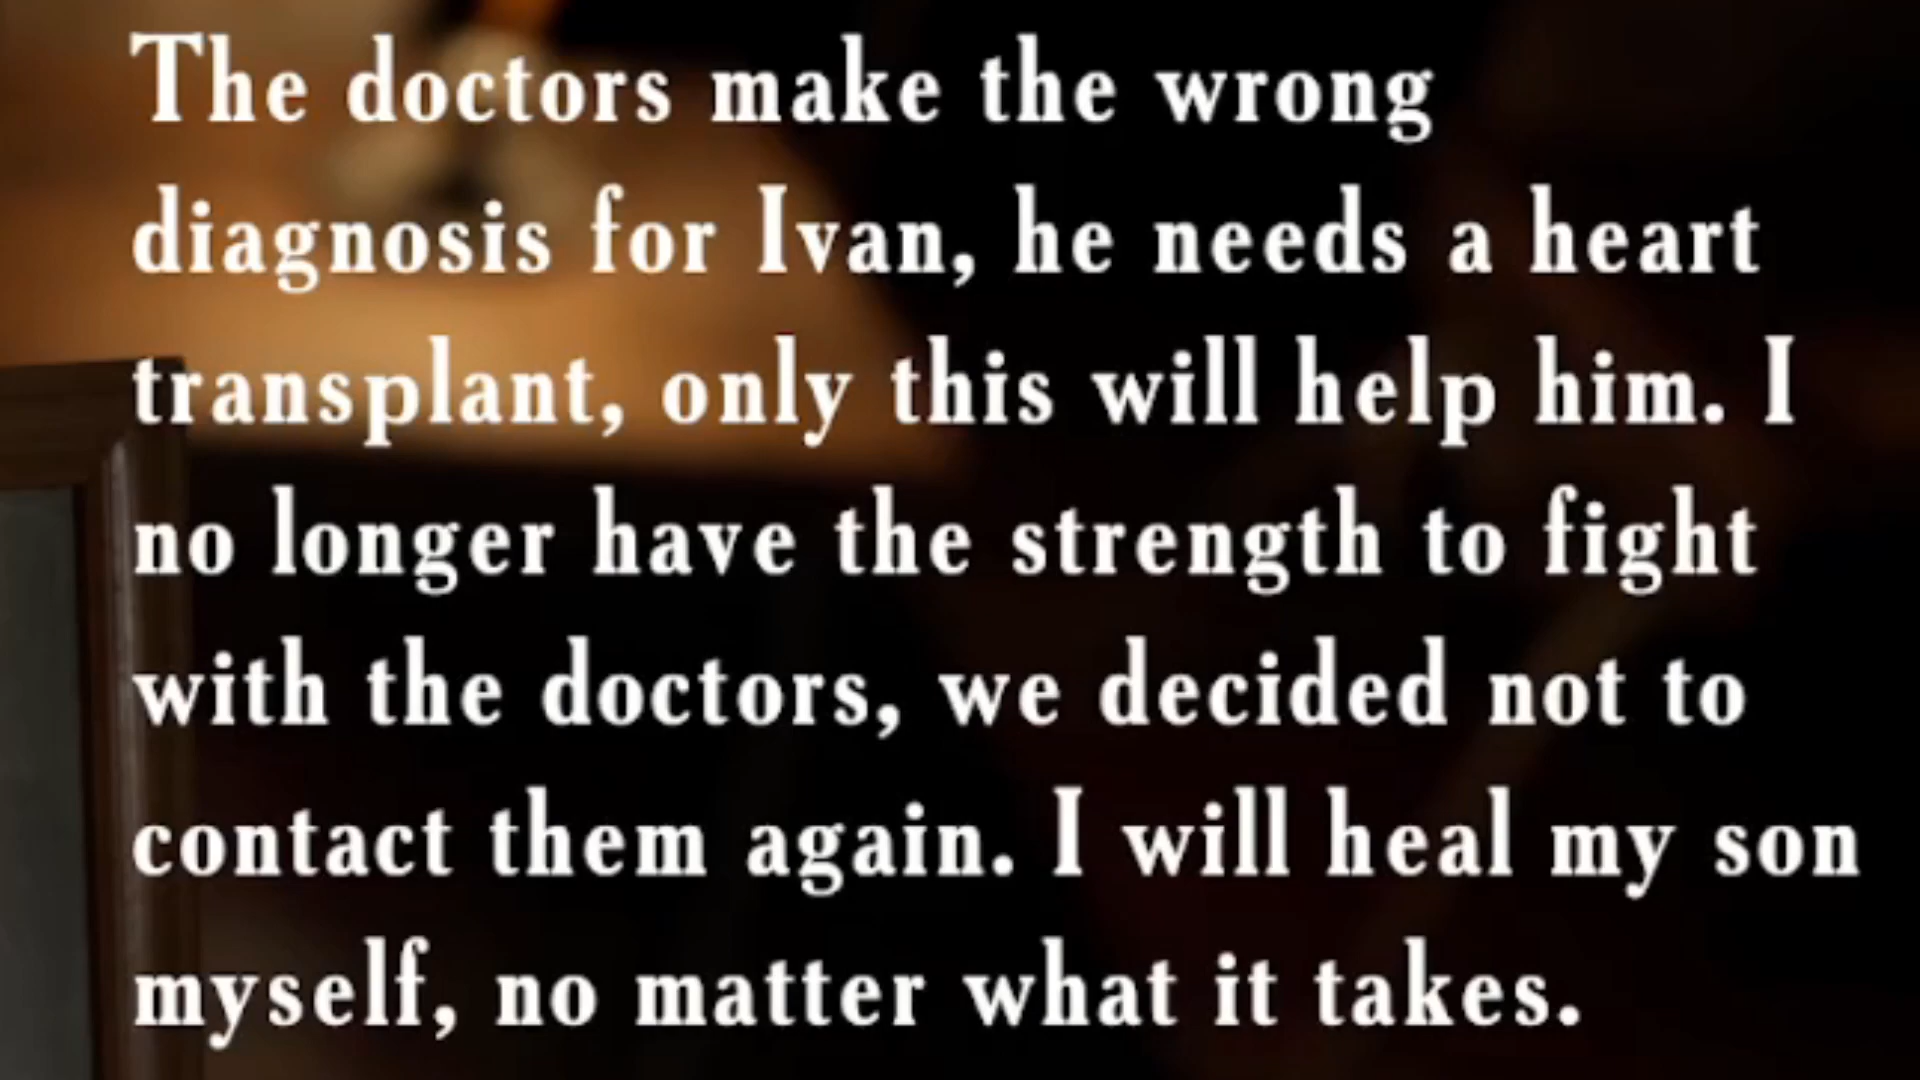 The doctors make the wrong
diagnosis for Ivan, he needs a heart
transplant, only this will help him. I
no longer have the strength to fight
with the doctors, we decided not to
contact them again. I will heal my son
myself, no matter what it takes.